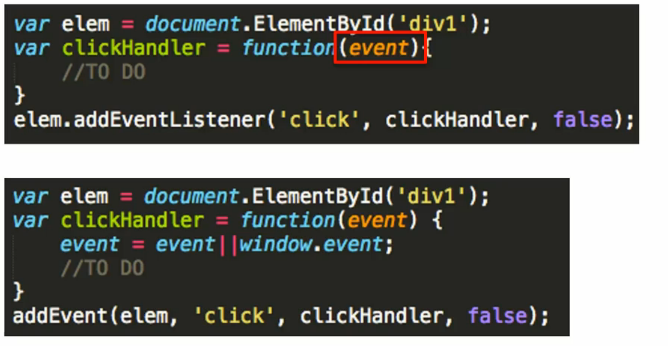 var elem = document.ElementById('div1');
var clickHandler = function(event){
//TO DO
}
elem.addEventListener('click', clickHandler, false);
var elem = document.ElementById('div1');
var clickHandler = function(event) {
event = event||window.event;
//TO DO
}
addEvent(elem, 'click', clickHandler, false);